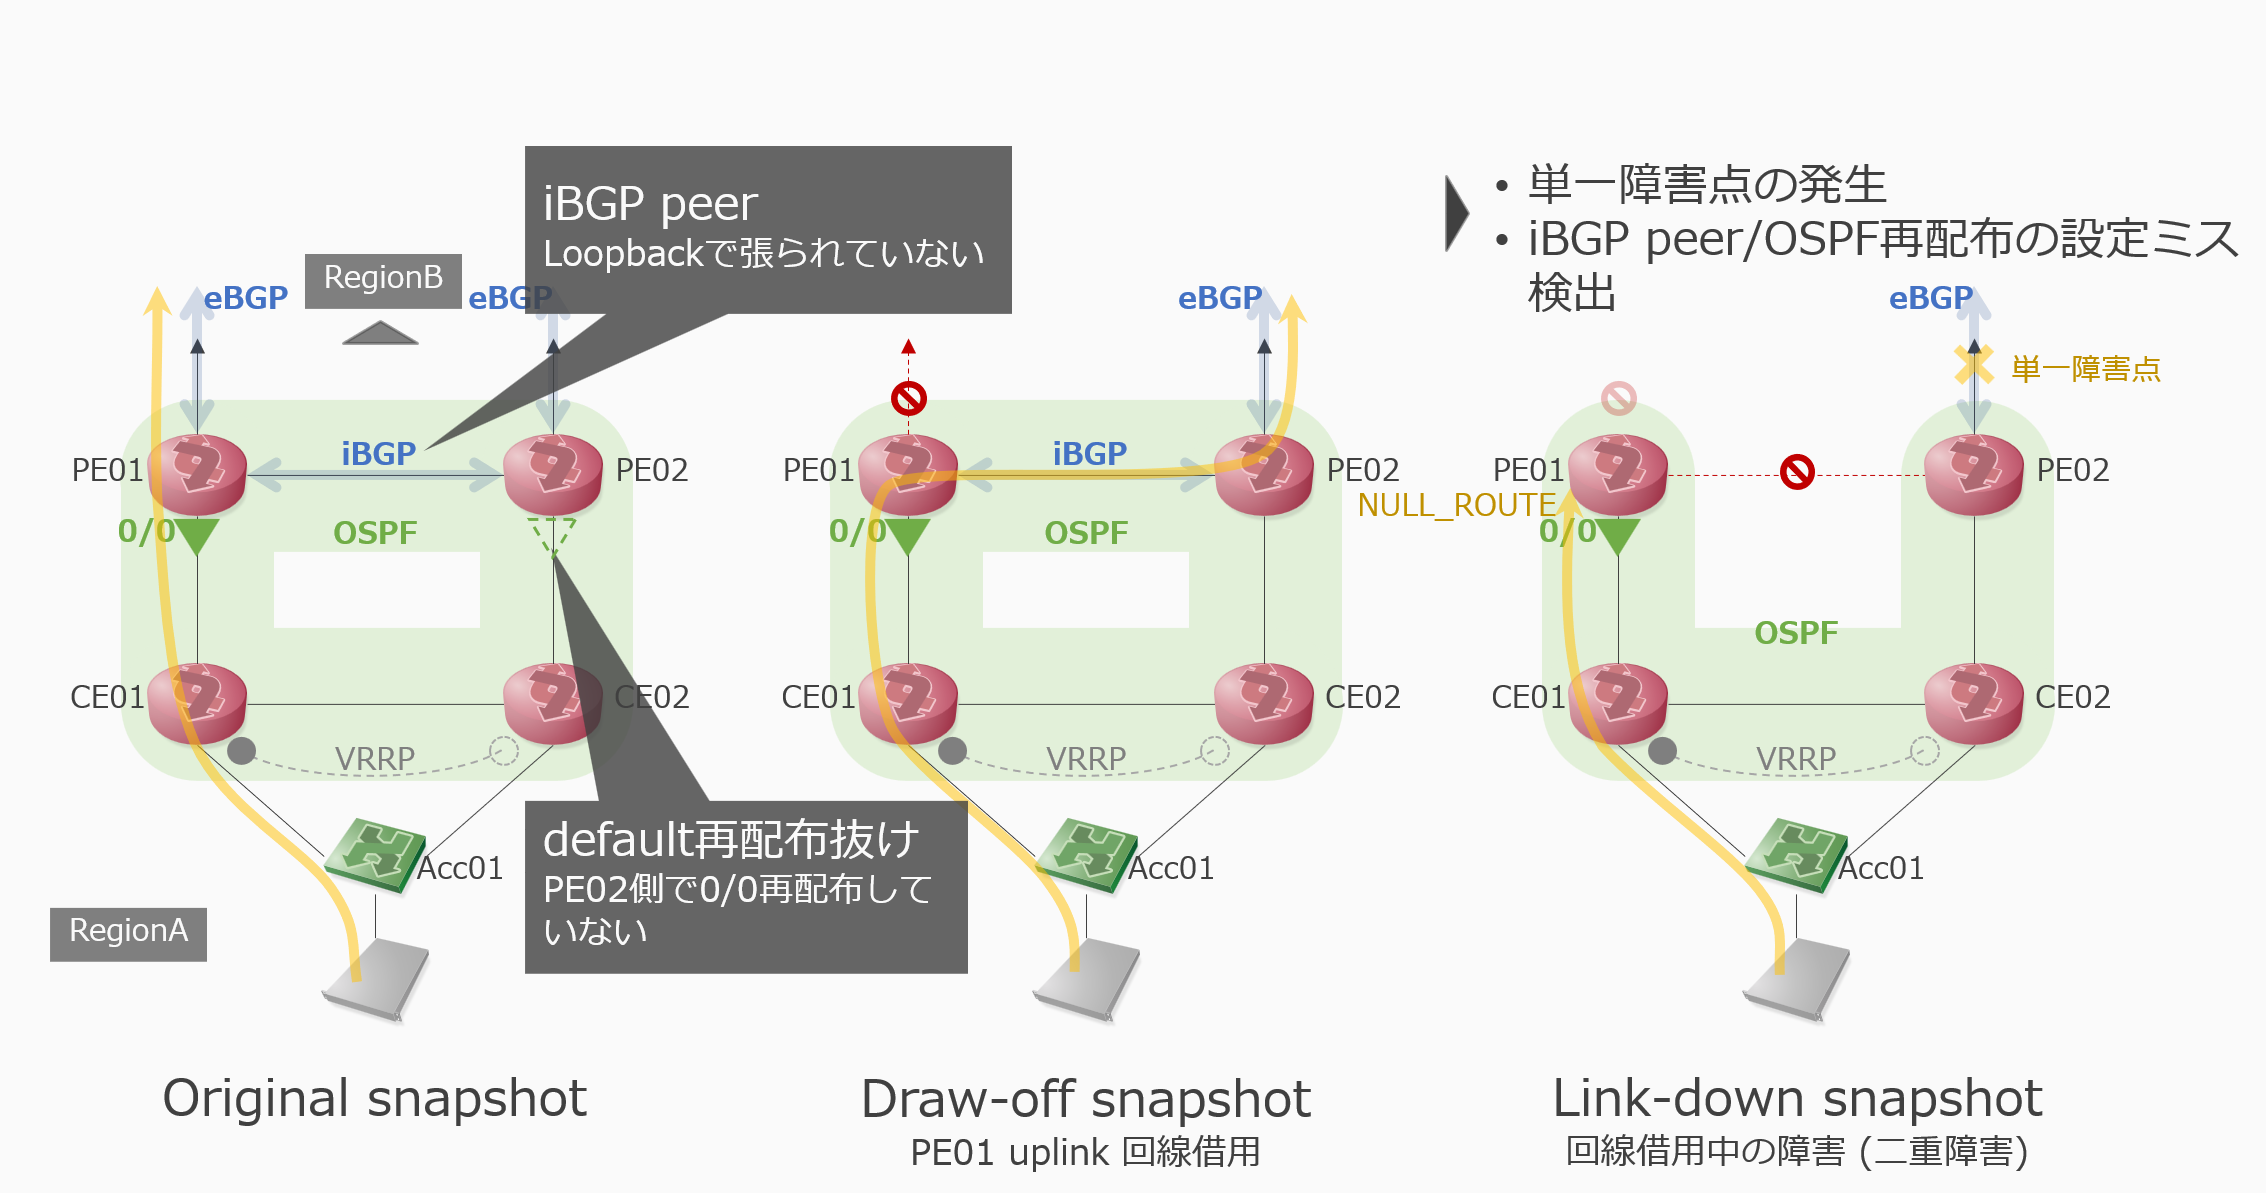 iBGP peer
Loopbackで張られていない
• 単一障害点の発生
• iBGP peer/OSPF再配布の設定ミス
検出
RegionB
eBGP
eBGP
iBGP
PE01
PE02
0/0
OSPF
CE01
CE02
VRRP
Acc01
default再配布抜け
PE02側で0/0再配布して
いない
RegionA
Original snapshot
eBGP
iBGP
PE01
PE02
0/0
OSPF
CE01
CE02
VRRP
Acc01
Draw-off snapshot
PE01 uplink 回線借用
eBGP
単一障害点
PE01
PE02
NULL_ROUTE
0/0
OSPF
CE01
CE02
VRRP
Acc01
Link-down snapshot
回線借用中の障害 (二重障害)